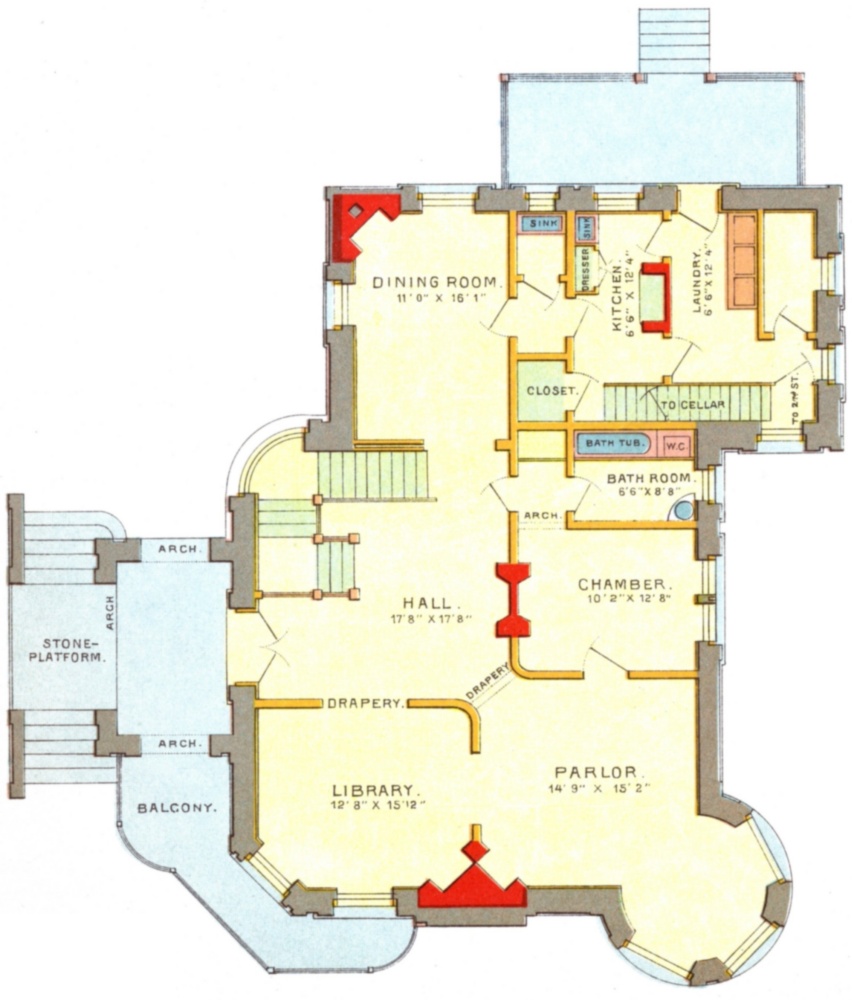 SINK
SINK
DRESSER
DINING ROOM.
11'0" X 16'1"
KITCHEN.
6'6" X 12'4"
LAUNDRY.
6'6" X 12'4"
CLOSET.
TO CELLAR
TO 2nd ST.
BATH TUB.
W.C.
BATH ROOM.
6'6" X 8'8"
ARCH.
ARCH.
CHAMBER.
10'2" X 12'8"
HALL.
17'8" X 17'8"
ARCH
STONE-
PLATFORM.
DRAPERY
DRAPERY.
ARCH.
PARLOR.
14'9" X 15'2"
LIBRARY.
12'8" X 15'12"
BALCONY.